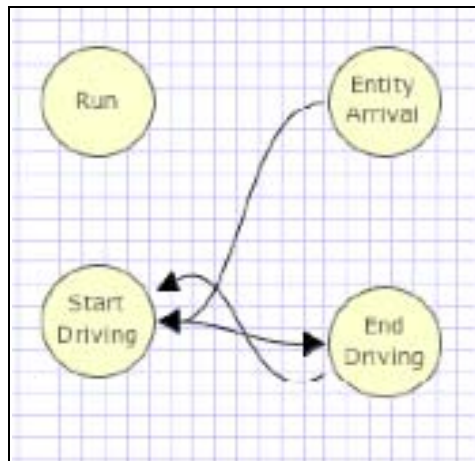 Run
Entity
Arrival
Start
Driving
End
Driving